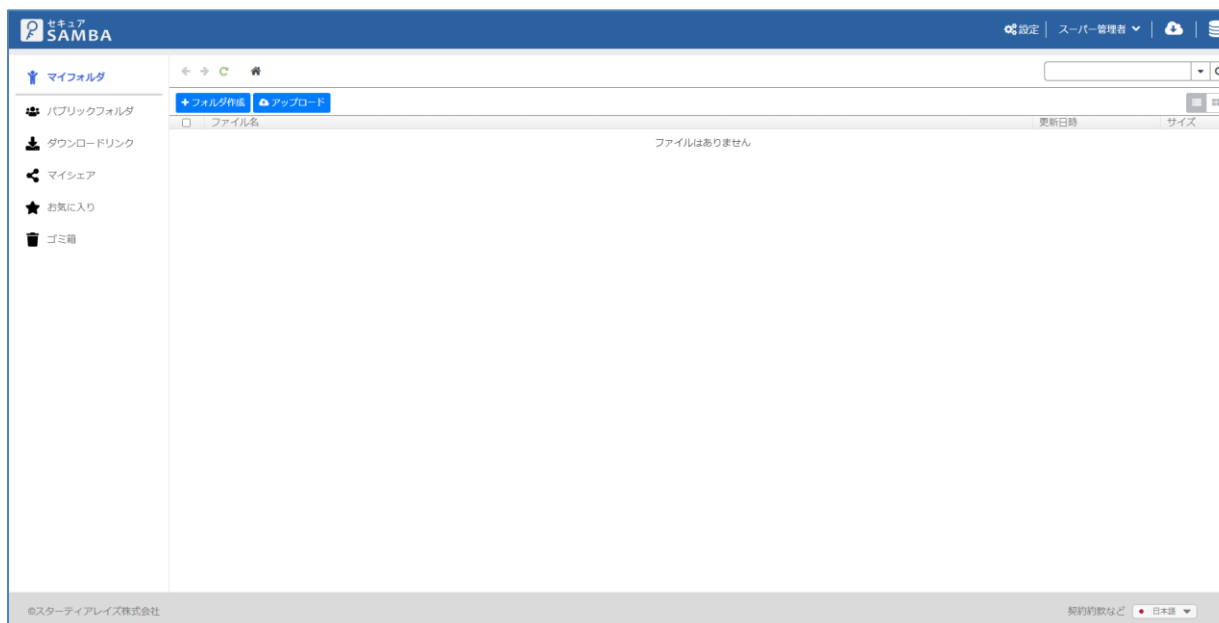 セキュア
SAMBA
設定
スーパー管理者
マイフォルダ
パブリックフォルダ
ダウンロードリンク
マイシェア
お気に入り
ゴミ箱
+フォルダ作成
アップロード
ファイル名
更新日時
サイズ
ファイルはありません
©スターティアレイズ株式会社
契約約款など
日本語